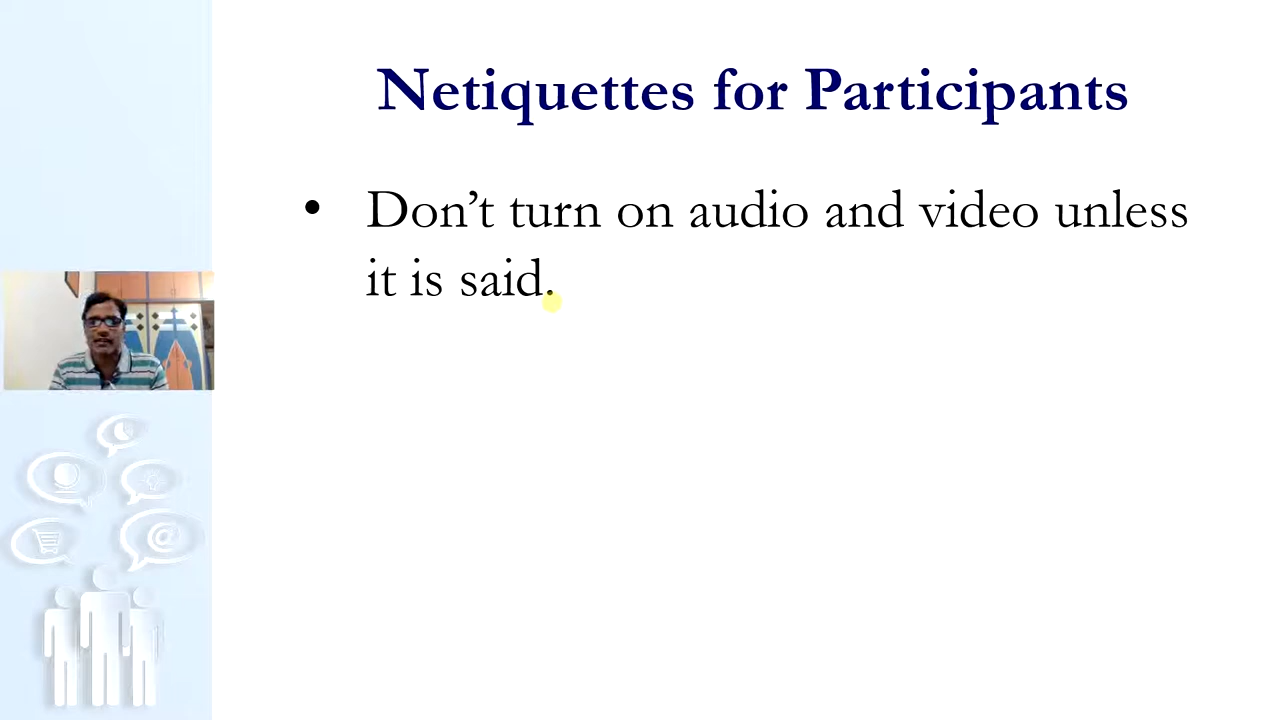 Netiquettes for Participants
• Don’t turn on audio and video unless
it is said.